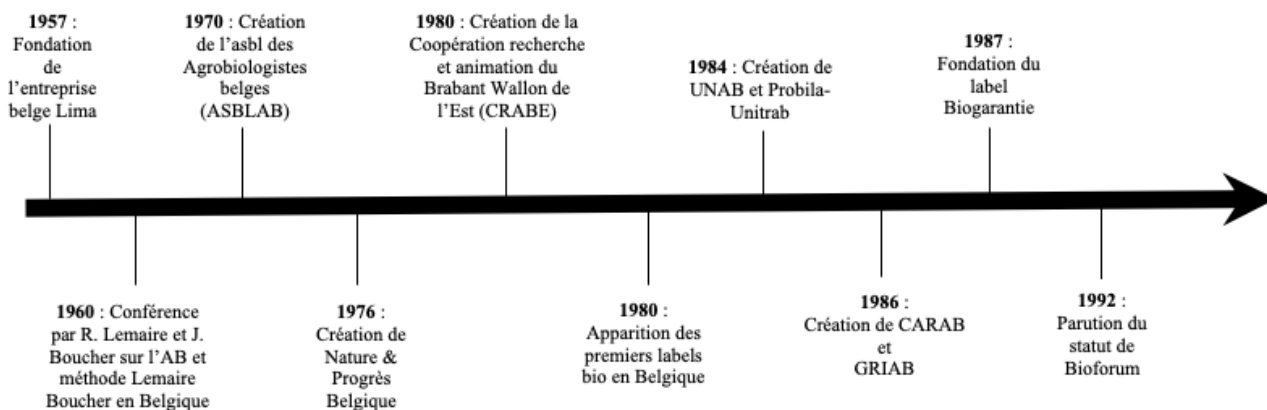 1957 :
Fondation
de
l’entreprise
belge Lima
1970 : Création
de l’asbl des
Agrobiologistes
belges
(ASBLAB)
1980 : Création de la
Coopération recherche
et animation du
Brabant Wallon de
l’Est (CRABE)
1984 : Création de
UNAB et Probila-
Unitrab
1987 :
Fondation du
label
Biogarantie
1960 : Conférence
par R. Lemaire et J.
Boucher sur l’AB et
méthode Lemaire
Boucher en Belgique
1976 :
Création de
Nature &
Progrès
Belgique
1980 :
Apparition des
premiers labels
bio en Belgique
1986 :
Création de CARAB
et
GRIAB
1992 :
Parution du
statut de
Bioforum